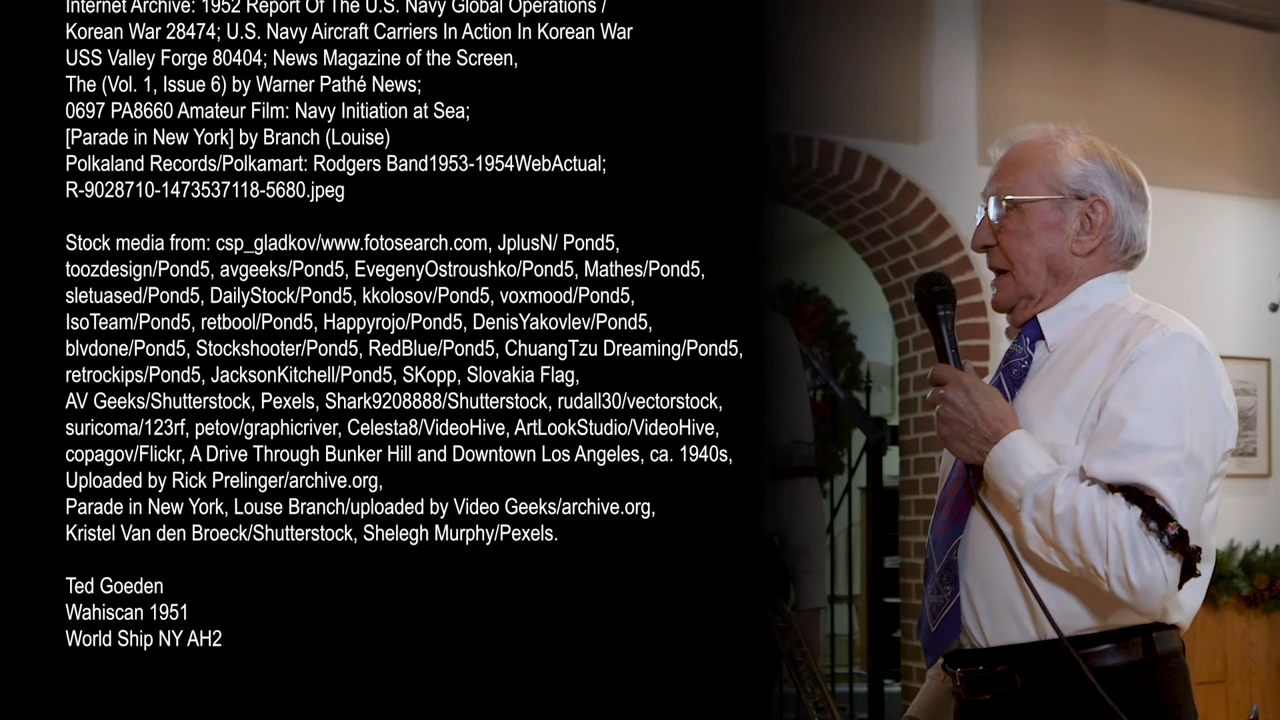 Internet Archive: 1952 Report Of The U.S. Navy Global Operations /
Korean War 28474; U.S. Navy Aircraft Carriers In Action In Korean War
USS Valley Forge 80404; News Magazine of the Screen,
The (Vol. 1, Issue 6) by Warner Pathé News;
0697 PA8660 Amateur Film: Navy Initiation at Sea;
[Parade in New York] by Branch (Louise)
Polkaland Records/Polkamart: Rodgers Band1953-1954WebActual;
R-9028710-1473537118-5680.jpeg
Stock media from: csp_gladkov/www.fotosearch.com, JplusN/ Pond5,
toozdesign/Pond5, avgeeks/Pond5, EvegenyOstroushko/Pond5, Mathes/Pond5,
sletuased/Pond5, DailyStock/Pond5, kkolosov/Pond5, voxmood/Pond5,
IsoTeam/Pond5, retbool/Pond5, Happyrojo/Pond5, DenisYakovlev/Pond5,
blvdone/Pond5, Stockshooter/Pond5, RedBlue/Pond5, ChuangTzu Dreaming/Pond5,
retrockips/Pond5, JacksonKitchell/Pond5, SKopp, Slovakia Flag,
AV Geeks/Shutterstock, Pexels, Shark9208888/Shutterstock, rudall30/vectorstock,
suricoma/123rf, petov/graphicriver, Celesta8/VideoHive, ArtLookStudio/VideoHive,
copagov/Flickr, A Drive Through Bunker Hill and Downtown Los Angeles, ca. 1940s,
Uploaded by Rick Prelinger/archive.org,
Parade in New York, Louse Branch/uploaded by Video Geeks/archive.org,
Kristel Van den Broeck/Shutterstock, Shelegh Murphy/Pexels.
Ted Goeden
Wahiscan 1951
World Ship NY AH2